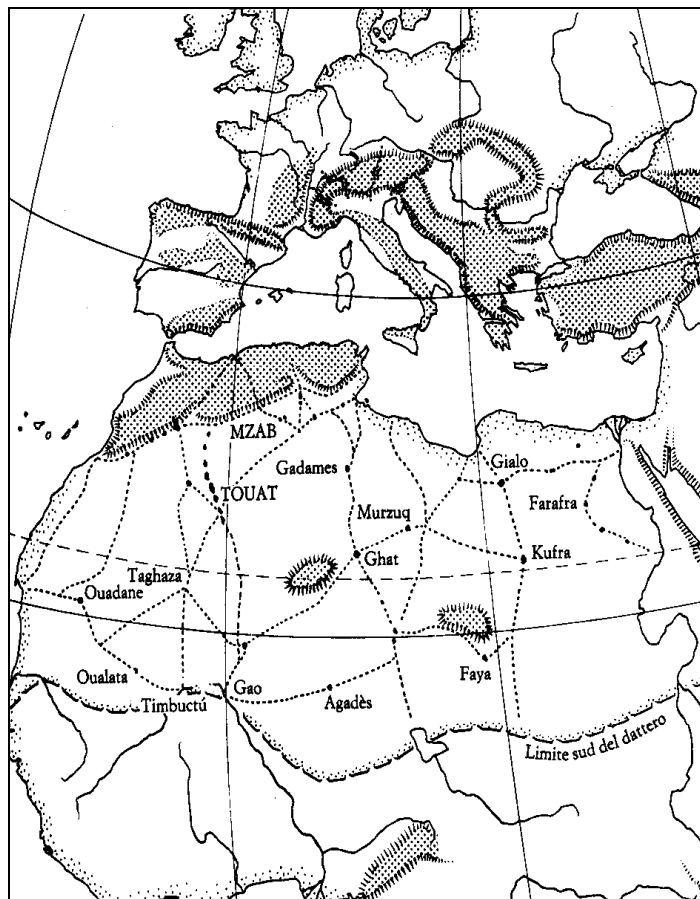 MZAB
Gialo
Gadames
TOUAT
Farafra
Murzuq
Kufra
Ghat
Taghaza
Ouadane
Oualata
Faya
Gao
Agadès
Timbuctú
Limite sud del dattero